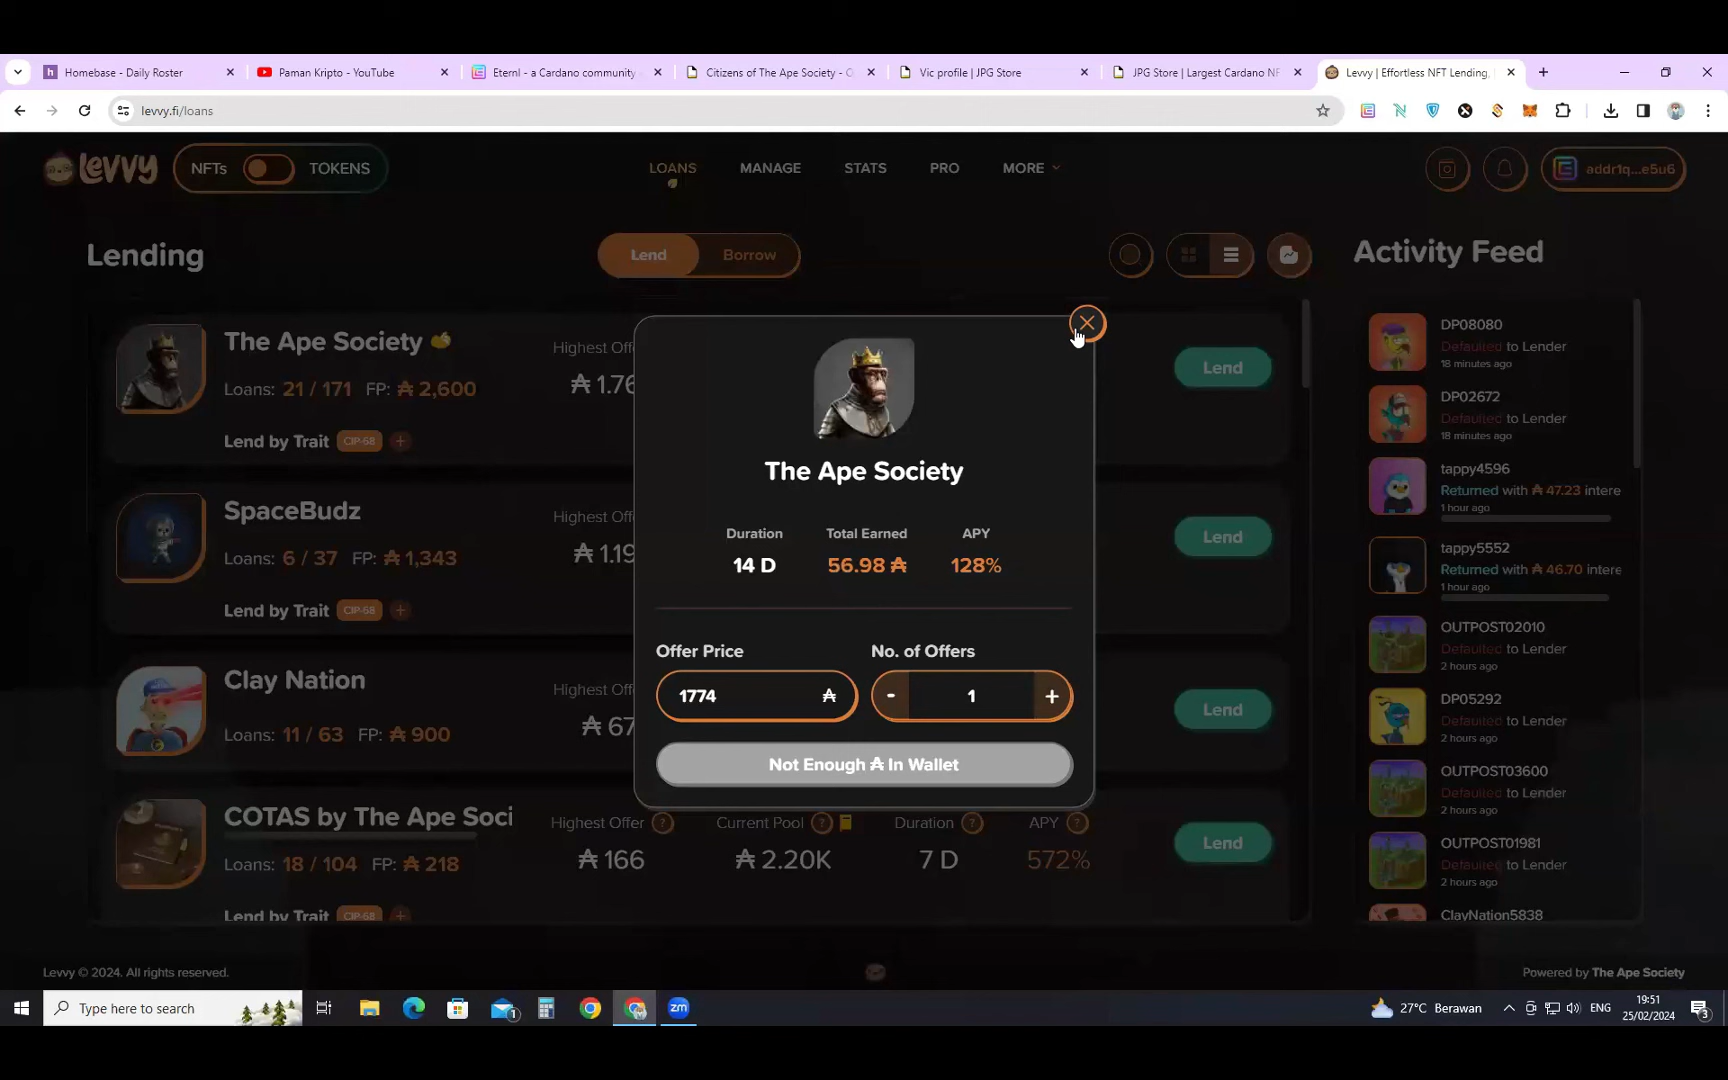 Homebase - Daily Roster
Paman Kripto - YouTube
Eternl - a Cardano community
Citizens of The Ape Society - O
Vic profile | JPG Store
JPG Store | Largest Cardano NF
Levvy | Effortless NFT Lending,
levvy.fi/loans
levvy
NFTs
TOKENS
LOANS
MANAGE
STATS
PRO
MORE
addr1q...e5u6
Lending
Lend
Borrow
Activity Feed
The Ape Society
Loans: 21 / 171 FP: ₳ 2,600
Highest Offe
₳ 1.76
Lend
Lend by Trait CIP-68 +
SpaceBudz
Loans: 6 / 37 FP: ₳ 1,343
Highest Offe
₳ 1.19
Lend
Lend by Trait CIP-68 +
Clay Nation
Loans: 11 / 63 FP: ₳ 900
Highest Offe
₳ 67
Lend
COTAS by The Ape Soci
Loans: 18 / 104 FP: ₳ 218
Highest Offer ? Current Pool ? Duration ? APY ?
₳ 166 ₳ 2.20K 7 D 572%
Lend
Lend by Trait CIP-68 +
The Ape Society
Duration Total Earned APY
14 D 56.98 ₳ 128%
Offer Price No. of Offers
1774 ₳ - 1 +
Not Enough ₳ In Wallet
DP08080
Defaulted to Lender
18 minutes ago
DP02672
Defaulted to Lender
18 minutes ago
tappy4596
Returned with ₳ 47.23 intere
1 hour ago
tappy5552
Returned with ₳ 46.70 intere
1 hour ago
OUTPOST02010
Defaulted to Lender
2 hours ago
DP05292
Defaulted to Lender
2 hours ago
OUTPOST03600
Defaulted to Lender
2 hours ago
OUTPOST01981
Defaulted to Lender
2 hours ago
ClayNation5838
Levvy © 2024. All rights reserved.
Powered by The Ape Society
Type here to search
1
zm
27°C Berawan
ENG
19:51
25/02/2024
3